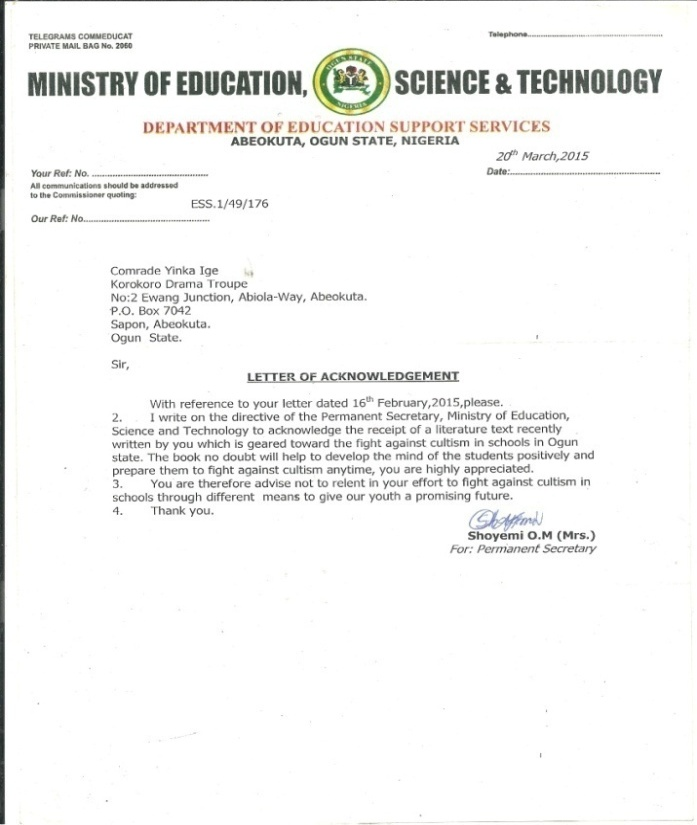 TELEGRAMS COMMEDUCAT
PRIVATE MAIL BAG No. 2060
Telephone................................................
MINISTRY OF EDUCATION, SCIENCE & TECHNOLOGY
OGUN STATE
NIGERIA
DEPARTMENT OF EDUCATION SUPPORT SERVICES
ABEOKUTA, OGUN STATE, NIGERIA
20th March,2015
Your Ref: No. ..........................................
Date:......................................................
All communications should be addressed
to the Commissioner quoting:
ESS.1/49/176
Our Ref: No.............................................
Comrade Yinka Ige
Korokoro Drama Troupe
No:2 Ewang Junction, Abiola-Way, Abeokuta.
P.O. Box 7042
Sapon, Abeokuta.
Ogun State.
Sir,
LETTER OF ACKNOWLEDGEMENT
With reference to your letter dated 16th February,2015,please.
2. I write on the directive of the Permanent Secretary, Ministry of Education,
Science and Technology to acknowledge the receipt of a literature text recently
written by you which is geared toward the fight against cultism in schools in Ogun
state. The book no doubt will help to develop the mind of the students positively and
prepare them to fight against cultism anytime, you are highly appreciated.
3. You are therefore advise not to relent in your effort to fight against cultism in
schools through different means to give our youth a promising future.
4. Thank you.
Shoyemi O.M (Mrs.)
For: Permanent Secretary